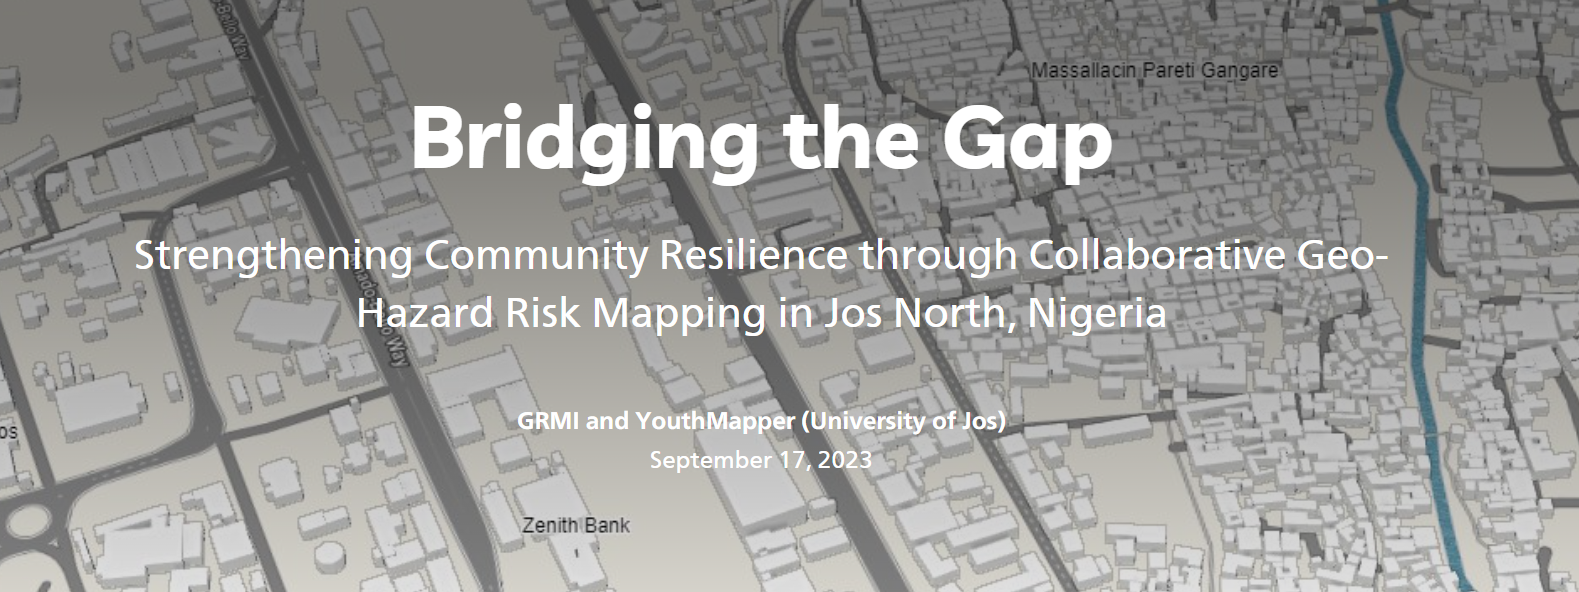 Bello Way
Massallacin Pareti Gangare
Bridging the Gap
Strengthening Community Resilience through Collaborative Geo-
Hazard Risk Mapping in Jos North, Nigeria
Way
GRMI and YouthMapper (University of Jos)
September 17, 2023
os
Zenith Bank